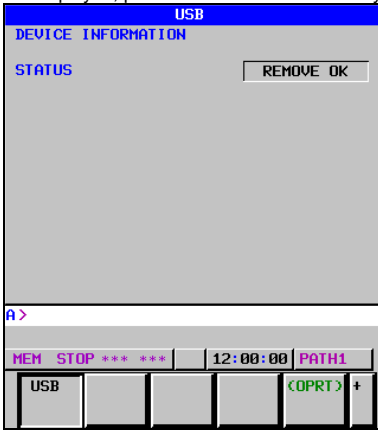 USB
DEVICE INFORMATION
STATUS REMOVE OK
A>
MEM STOP *** *** 12:00:00 PATH1
USB (OPRT) +